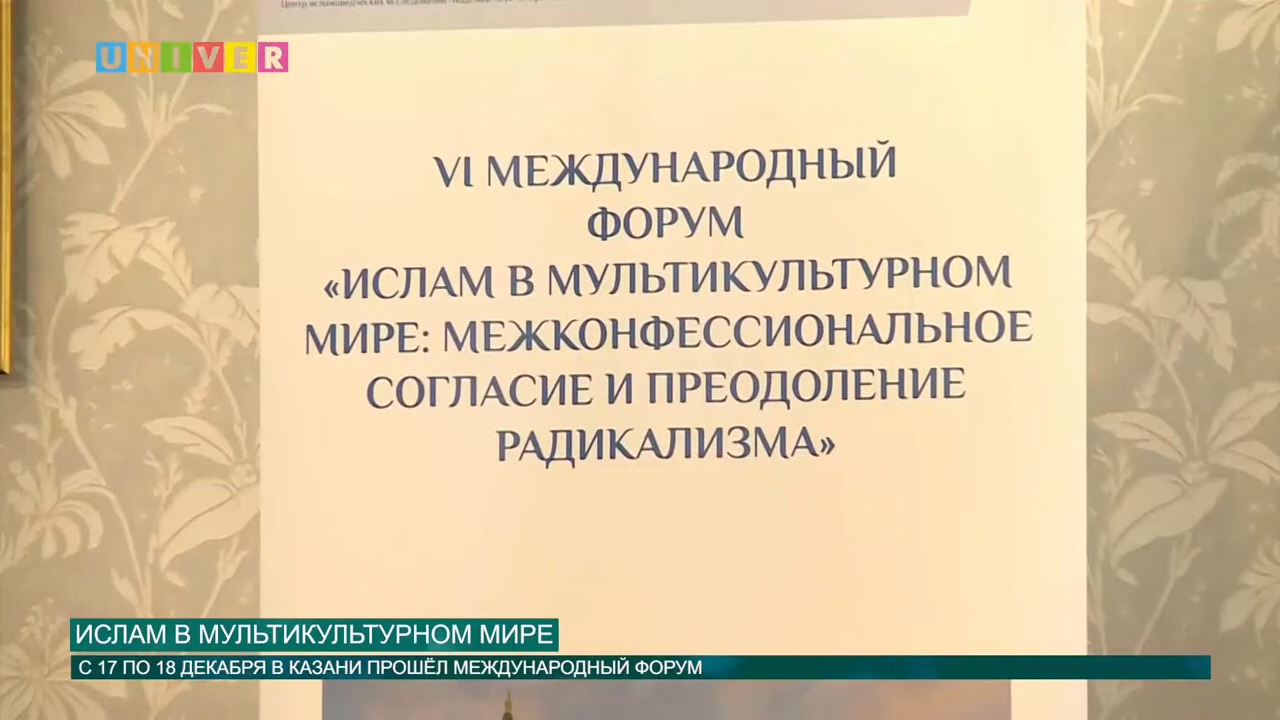 UNIVER
VI МЕЖДУНАРОДНЫЙ
ФОРУМ
«ИСЛАМ В МУЛЬТИКУЛЬТУРНОМ
МИРЕ: МЕЖКОНФЕССИОНАЛЬНОЕ
СОГЛАСИЕ И ПРЕОДОЛЕНИЕ
РАДИКАЛИЗМА»
ИСЛАМ В МУЛЬТИКУЛЬТУРНОМ МИРЕ
С 17 ПО 18 ДЕКАБРЯ В КАЗАНИ ПРОШЁЛ МЕЖДУНАРОДНЫЙ ФОРУМ